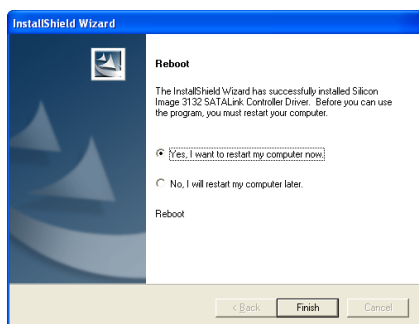 InstallShield Wizard
Reboot
The InstallShield Wizard has successfully installed Silicon
Image 3132 SATALink Controller Driver. Before you can use
the program, you must restart your computer.
Yes, I want to restart my computer now.
No, I will restart my computer later.
Reboot
< Back Finish Cancel